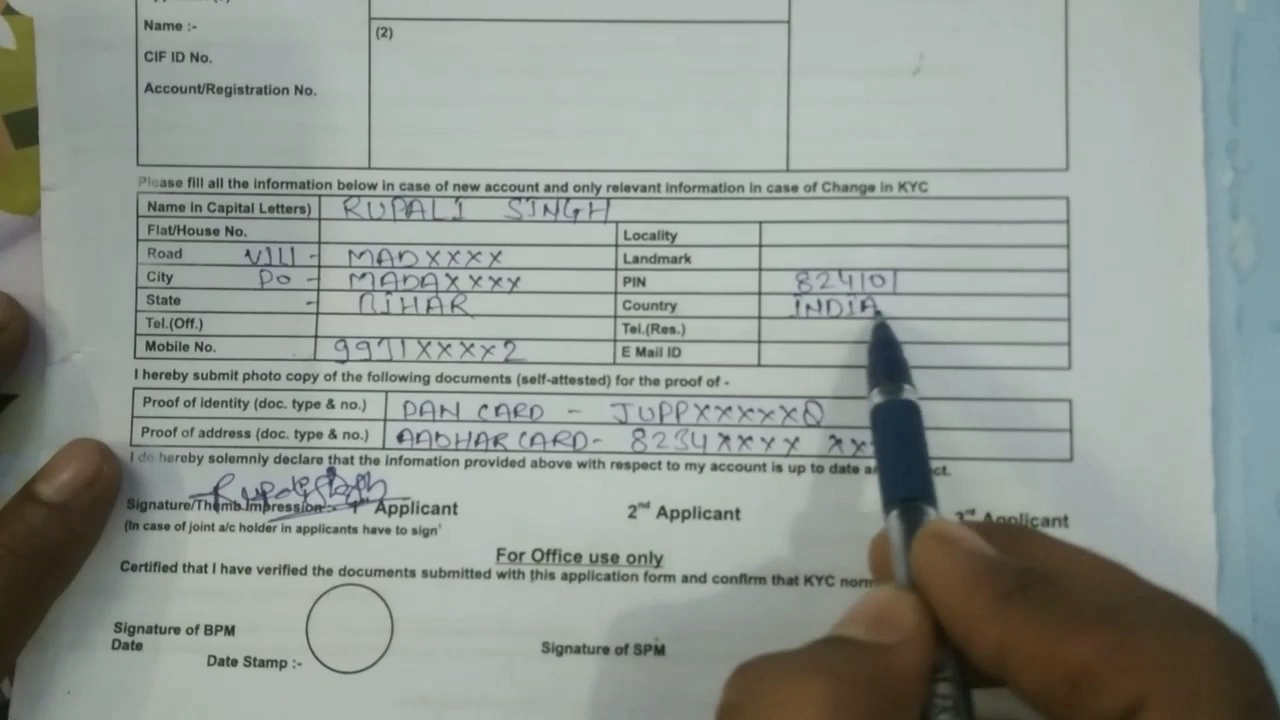 Name :-
(2)
CIF ID No.
Account/Registration No.
Please fill all the information below in case of new account and only relevant information in case of Change in KYC
Name in Capital Letters) RUPALI SINGH
Flat/House No. Locality
Road VILL - MADXXXX Landmark
City PO - MADAXXXX PIN 824101
State - BIHAR Country INDIA
Tel.(Off.) Tel.(Res.)
Mobile No. 9931XXXX2 E Mail ID
I hereby submit photo copy of the following documents (self-attested) for the proof of -
Proof of identity (doc. type & no.) PAN CARD - JUPPXXXXXQ
Proof of address (doc. type & no.) AADHAR CARD- 8234XXXX XX
I do hereby solemnly declare that the infomation provided above with respect to my account is up to date
Signature/Thumb Impression :- 1st Applicant 2nd Applicant 3rd Applicant
(In case of joint a/c holder in applicants have to sign'
For Office use only
Certified that I have verified the documents submitted with this application form and confirm that KYC
Signature of BPM
Date Signature of SPM
Date Stamp :-